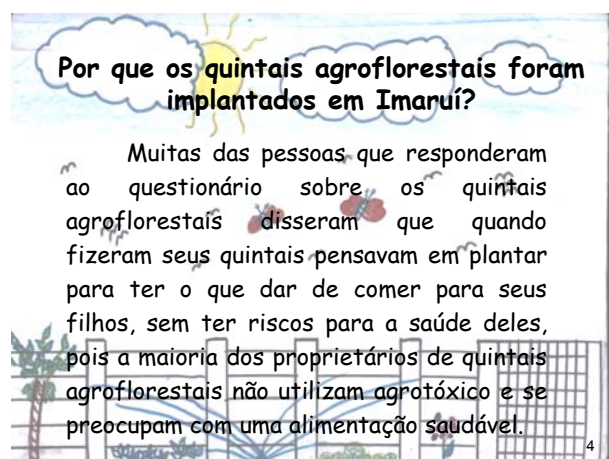 Por que os quintais agroflorestais foram
implantados em Imaruí?
Muitas das pessoas que responderam
ao questionário sobre os quintais
agroflorestais disseram que quando
fizeram seus quintais pensavam em plantar
para ter o que dar de comer para seus
filhos, sem ter riscos para a saúde deles,
pois a maioria dos proprietários de quintais
agroflorestais não utilizam agrotóxico e se
preocupam com uma alimentação saudável.
4